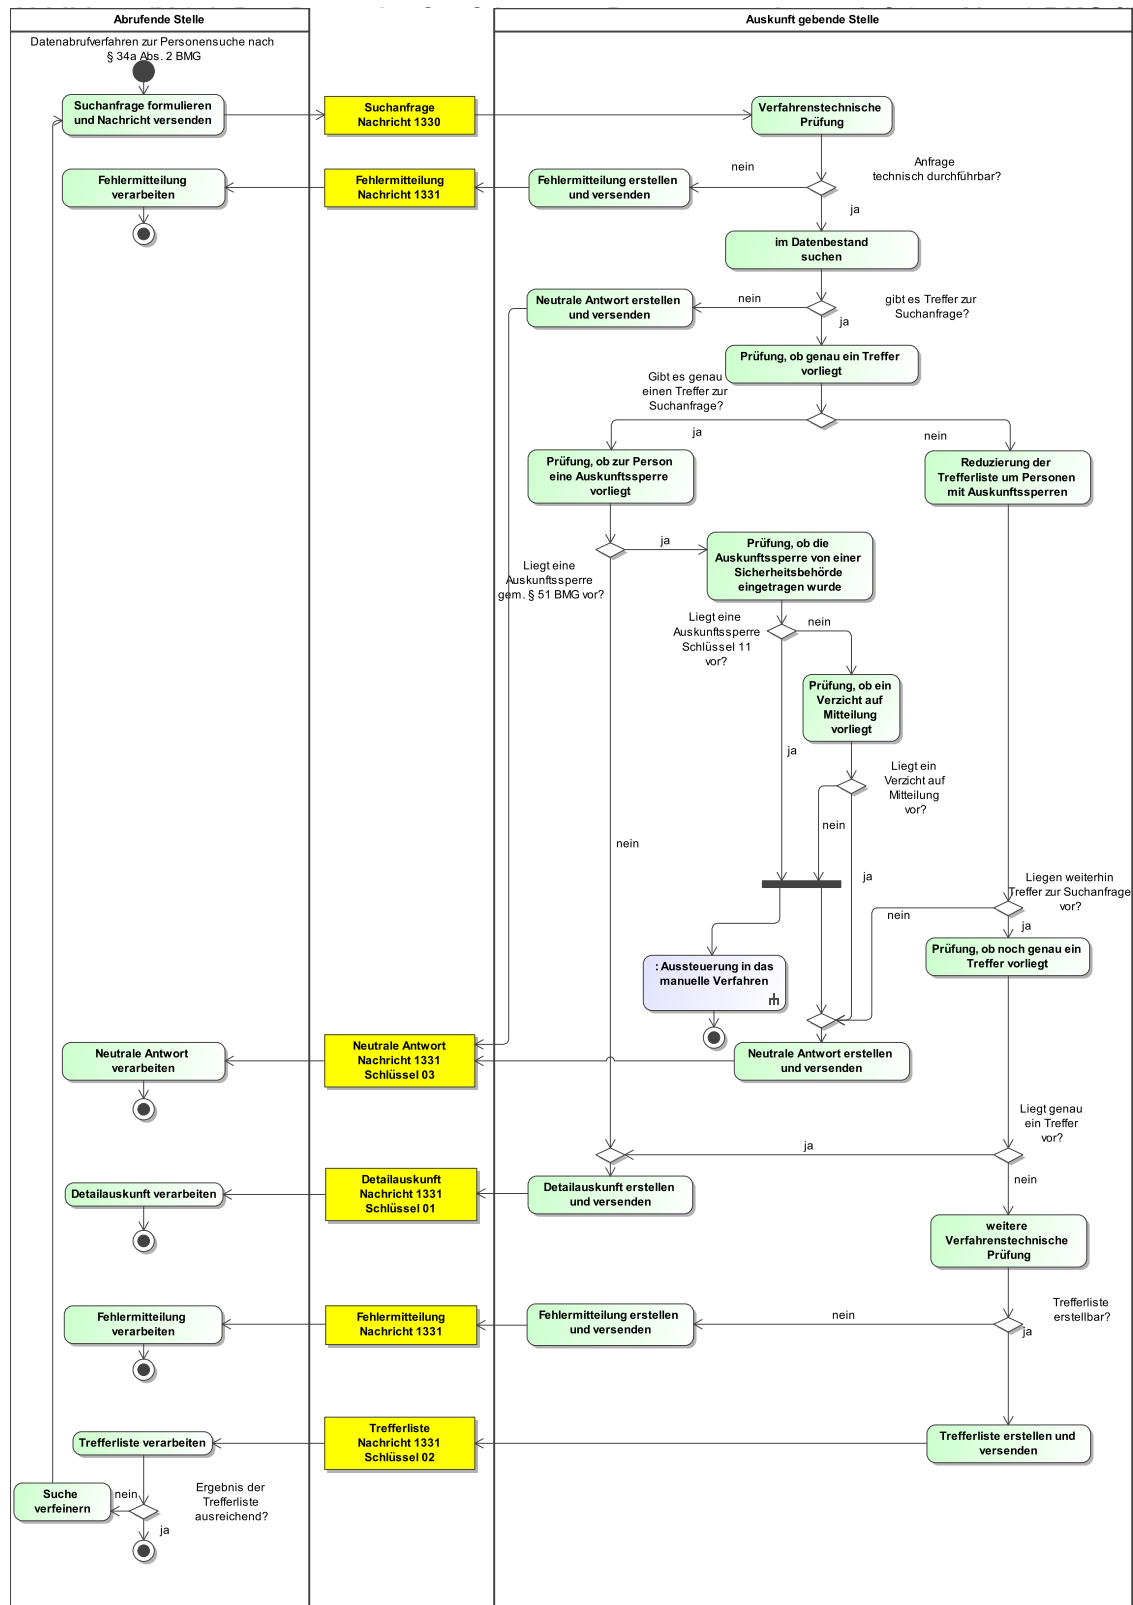 Abrufende Stelle
Auskunft gebende Stelle
Datenabrufverfahren zur Personensuche nach
§ 34a Abs. 2 BMG
Suchanfrage formulieren
und Nachricht versenden
Suchanfrage
Nachricht 1330
Verfahrenstechnische
Prüfung
Anfrage
technisch durchführbar?
nein
Fehlermitteilung
verarbeiten
Fehlermitteilung
Nachricht 1331
Fehlermitteilung erstellen
und versenden
ja
im Datenbestand
suchen
Neutrale Antwort erstellen
und versenden
nein
gibt es Treffer zur
Suchanfrage?
ja
Prüfung, ob genau ein Treffer
vorliegt
Gibt es genau
einen Treffer zur
Suchanfrage?
ja
nein
Prüfung, ob zur Person
eine Auskunftssperre
vorliegt
Reduzierung der
Trefferliste um Personen
mit Auskunftssperren
ja
Prüfung, ob die
Auskunftssperre von einer
Sicherheitsbehörde
eingetragen wurde
Liegt eine
Auskunftssperre
gem. § 51 BMG vor?
Liegt eine
Auskunftssperre
Schlüssel 11
vor?
nein
Prüfung, ob ein
Verzicht auf
Mitteilung
vorliegt
ja
Liegt ein
Verzicht auf
Mitteilung
vor?
nein
nein
ja
Liegen weiterhin
Treffer zur Suchanfrage
vor?
nein
ja
Prüfung, ob noch genau ein
Treffer vorliegt
: Aussteuerung in das
manuelle Verfahren
Neutrale Antwort
verarbeiten
Neutrale Antwort
Nachricht 1331
Schlüssel 03
Neutrale Antwort erstellen
und versenden
Liegt genau
ein Treffer
vor?
ja
nein
Detailauskunft verarbeiten
Detailauskunft
Nachricht 1331
Schlüssel 01
Detailauskunft erstellen
und versenden
weitere
Verfahrenstechnische
Prüfung
Fehlermitteilung
verarbeiten
Fehlermitteilung
Nachricht 1331
Fehlermitteilung erstellen
und versenden
nein
Trefferliste
erstellbar?
ja
Trefferliste verarbeiten
Trefferliste
Nachricht 1331
Schlüssel 02
Trefferliste erstellen und
versenden
Suche
verfeinern
nein
Ergebnis der
Trefferliste
ausreichend?
ja